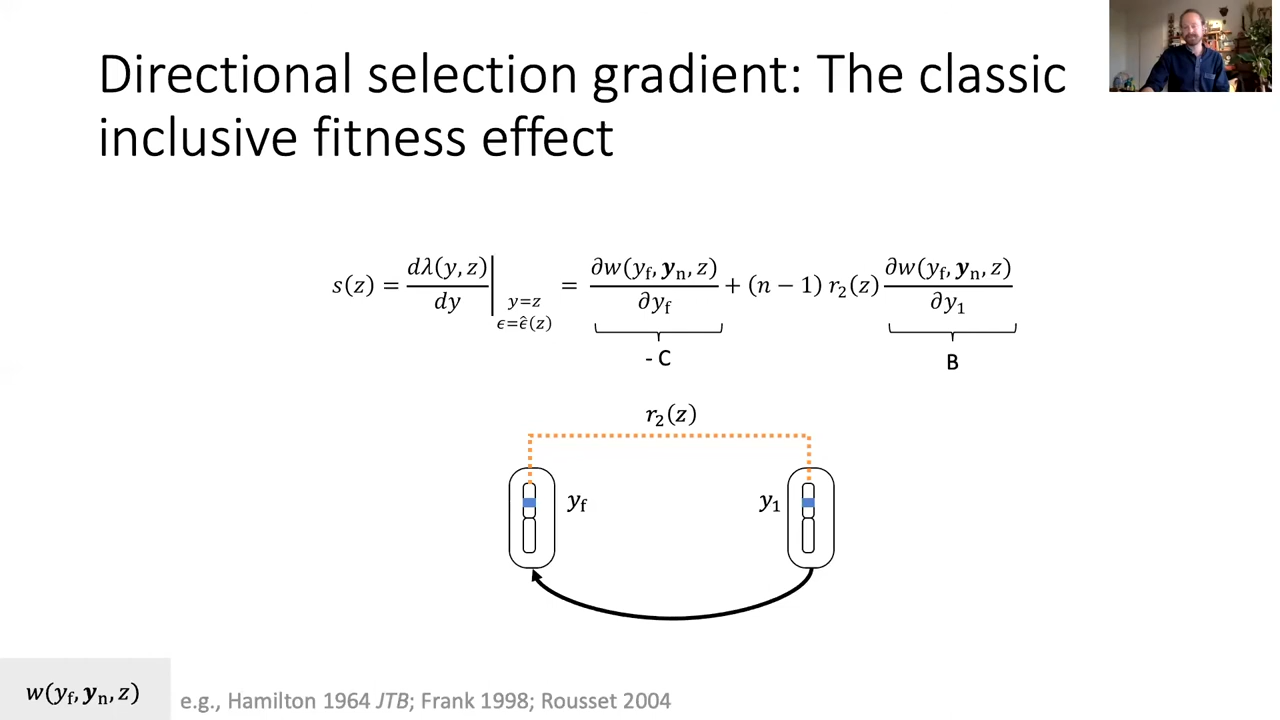 Directional selection gradient: The classic
inclusive fitness effect
s(z) = dλ(y, z)/dy |y=z ϵ=ϵ̂(z) = ∂w(y_f, 𝒚_n, z)/∂y_f + (n − 1) r₂(z) ∂w(y_f, 𝒚_n, z)/∂y₁
- C
B
r₂(z)
y_f
y₁
w(y_f, 𝒚_n, z)
e.g., Hamilton 1964 JTB; Frank 1998; Rousset 2004